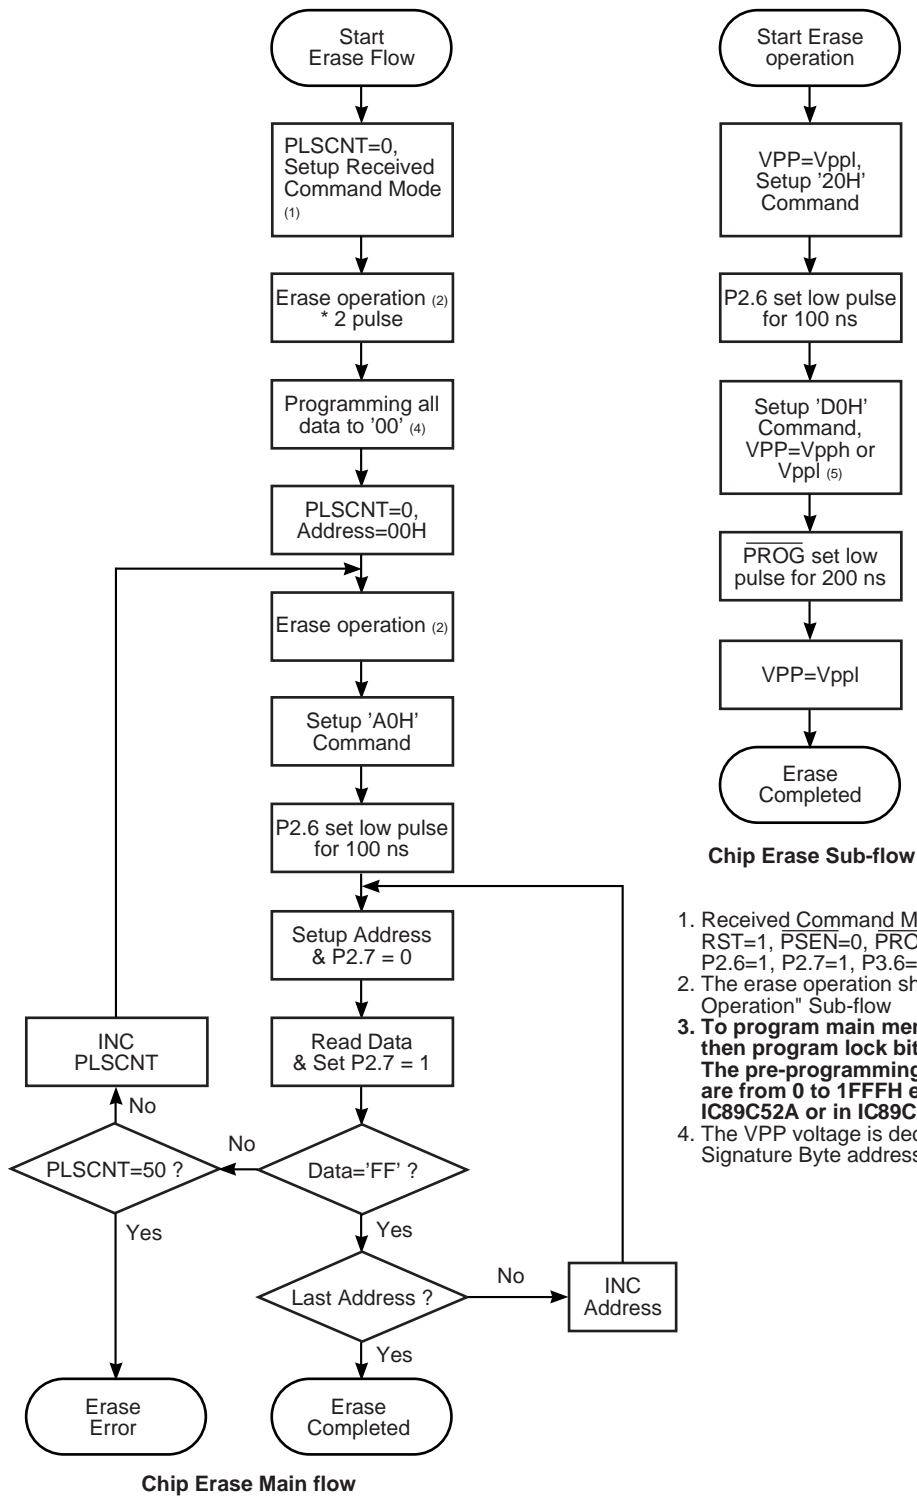 Start
Erase Flow
PLSCNT=0,
Setup Received
Command Mode
(1)
Erase operation (2)
* 2 pulse
Programming all
data to '00' (4)
PLSCNT=0,
Address=00H
Erase operation (2)
Setup 'A0H'
Command
P2.6 set low pulse
for 100 ns
Setup Address
& P2.7 = 0
Read Data
& Set P2.7 = 1
Data='FF' ?
No
Yes
PLSCNT=50 ?
No
Yes
INC
PLSCNT
Last Address ?
No
Yes
INC
Address
Erase
Error
Erase
Completed
Chip Erase Main flow
Start Erase
operation
VPP=Vppl,
Setup '20H'
Command
P2.6 set low pulse
for 100 ns
Setup 'D0H'
Command,
VPP=Vpph or
Vppl (5)
PROG set low
pulse for 200 ns
VPP=Vppl
Erase
Completed
Chip Erase Sub-flow
1. Received Command
RST=1, PSEN=0,
P2.6=1, P2.7=1, P3.6=
2. The erase operation
Operation" Sub-flow
3. To program main
then program lock
The pre-programming
are from 0 to 1FFFH
IC89C52A or in
4. The VPP voltage is
Signature Byte